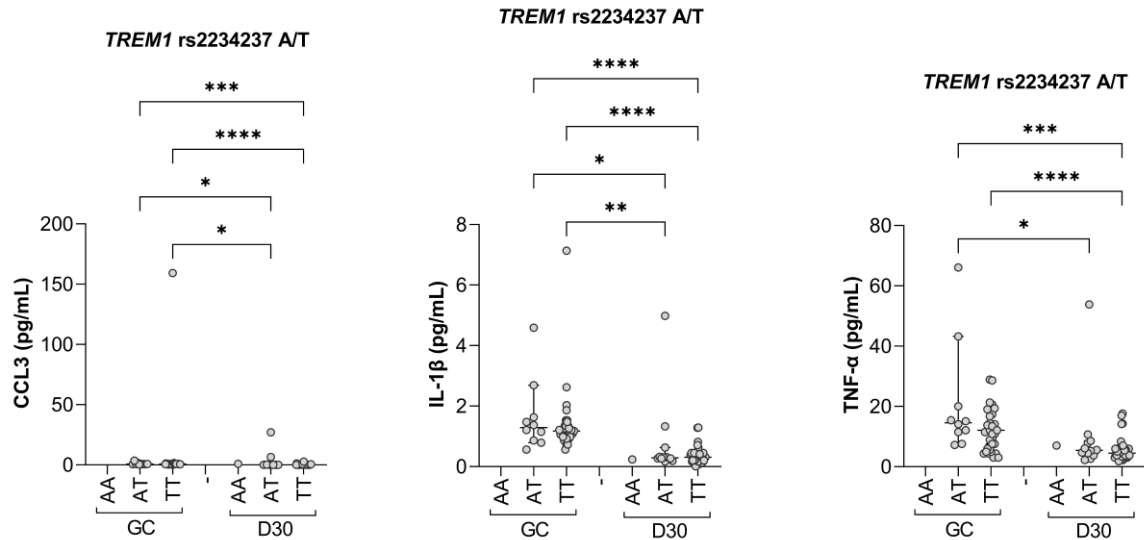 TREM1 rs2234237 A/T
***
****
*
*
200
150
100
50
0
CCL3 (pg/mL)
AA
AT
TT
-
AA
AT
TT
GC
D30
TREM1 rs2234237 A/T
****
****
*
**
8
6
4
2
0
IL-1β (pg/mL)
AA
AT
TT
-
AA
AT
TT
GC
D30
TREM1 rs2234237 A/T
***
****
*
80
60
40
20
0
TNF-α (pg/mL)
AA
AT
TT
-
AA
AT
TT
GC
D30